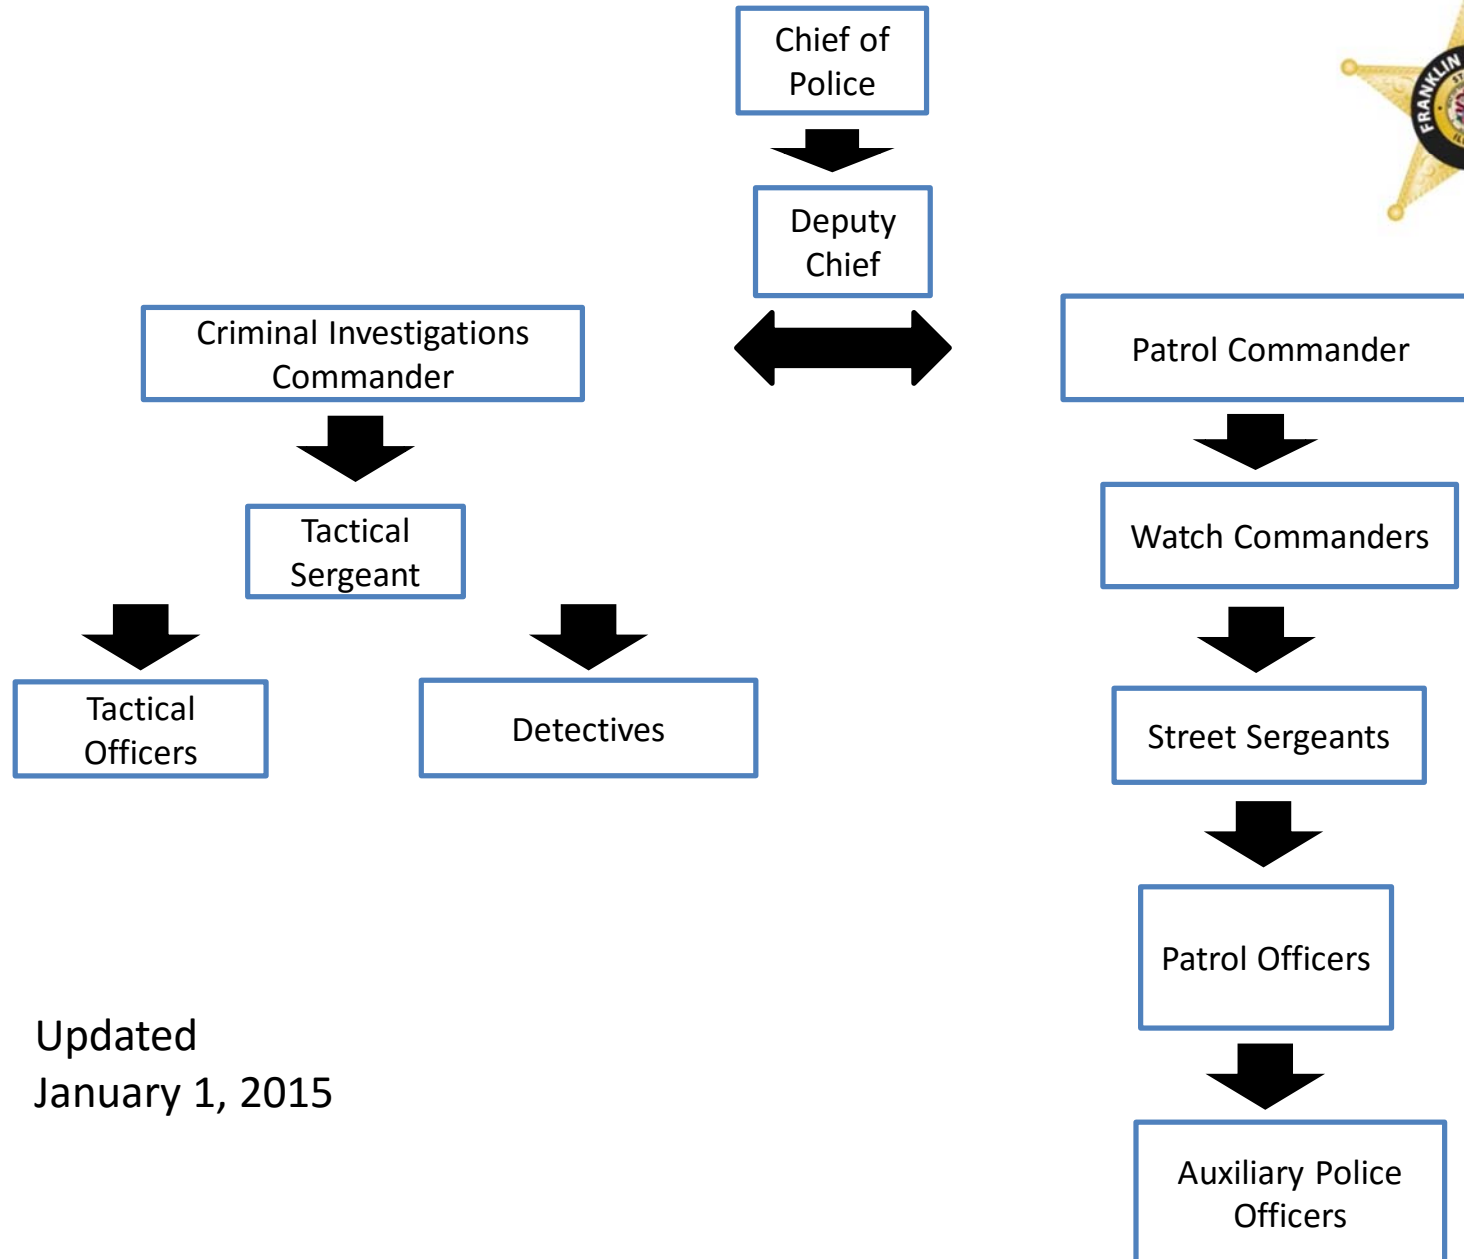 Chief of
Police
FRANKLIN
Deputy
Chief
Criminal Investigations
Commander
Patrol Commander
Tactical
Sergeant
Watch Commanders
Tactical
Officers
Detectives
Street Sergeants
Patrol Officers
Updated
January 1, 2015
Auxiliary Police
Officers